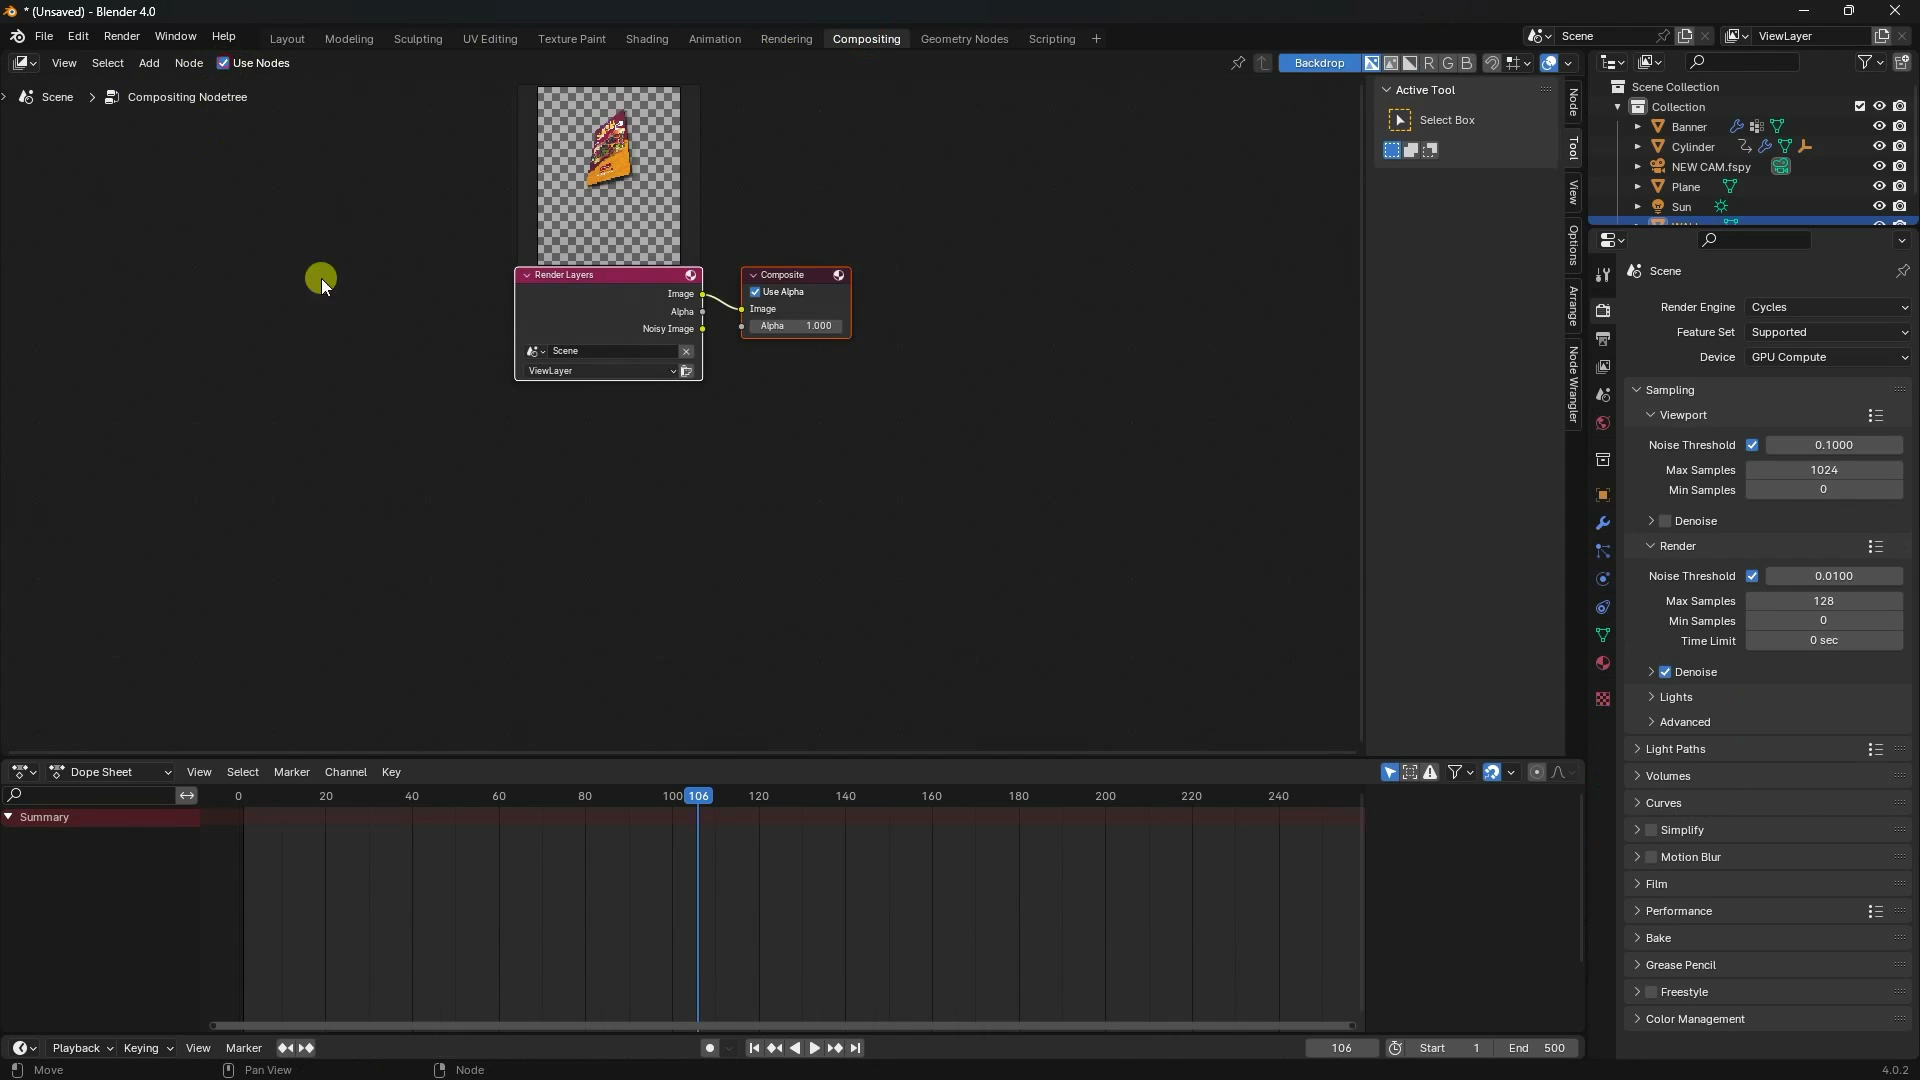 * (Unsaved) - Blender 4.0
File Edit Render Window Help
Layout Modeling Sculpting UV Editing Texture Paint Shading Animation Rendering Compositing Geometry Nodes Scripting +
Scene
ViewLayer
View Select Add Node Use Nodes
Backdrop
R G B
Scene > Compositing Nodetree
Render Layers
Image
Alpha
Noisy Image
Scene
ViewLayer
Composite
Use Alpha
Image
Alpha 1.000
Active Tool
Select Box
Node
Tool
View
Options
Arrange
Node Wrangler
Scene Collection
Collection
Banner
Cylinder
NEW CAM.fspy
Plane
Sun
Scene
Render Engine Cycles
Feature Set Supported
Device GPU Compute
Sampling
Viewport
Noise Threshold 0.1000
Max Samples 1024
Min Samples 0
Denoise
Render
Noise Threshold 0.0100
Max Samples 128
Min Samples 0
Time Limit 0 sec
Denoise
Lights
Advanced
Light Paths
Volumes
Curves
Simplify
Motion Blur
Film
Performance
Bake
Grease Pencil
Freestyle
Color Management
Dope Sheet View Select Marker Channel Key
0 20 40 60 80 100 106 120 140 160 180 200 220 240
Summary
Playback Keying View Marker
106 Start 1 End 500
Move Pan View Node
4.0.2